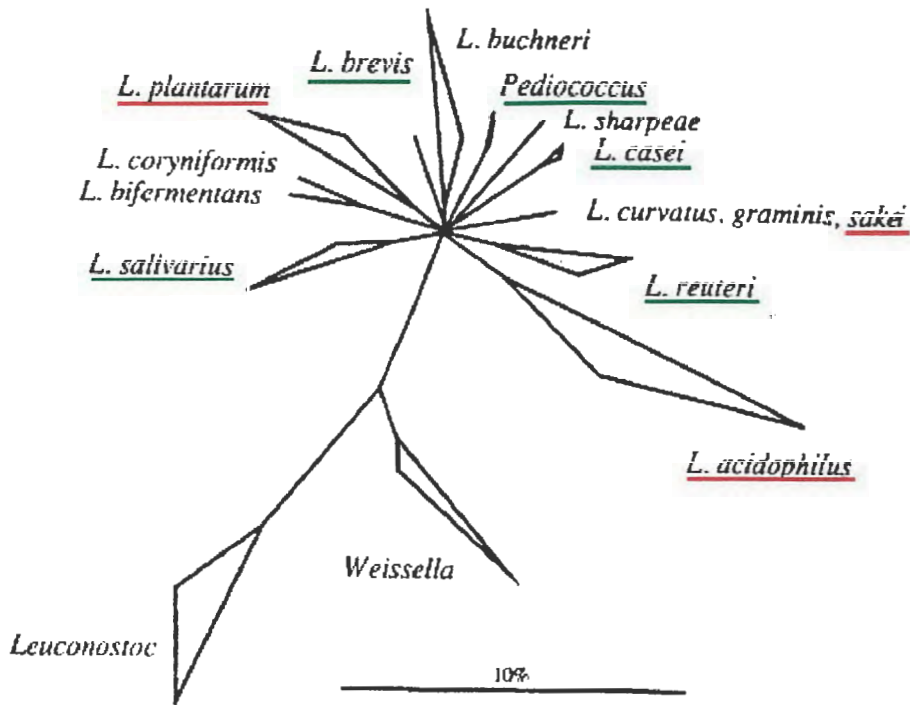 L. buchneri
L. brevis
L. plantarum
Pediococcus
L. sharpeae
L. casei
L. coryniformis
L. bifermentans
L. curvatus, graminis, sakei
L. salivarius
L. reuteri
L. acidophilus
Weissella
Leuconostoc
10%